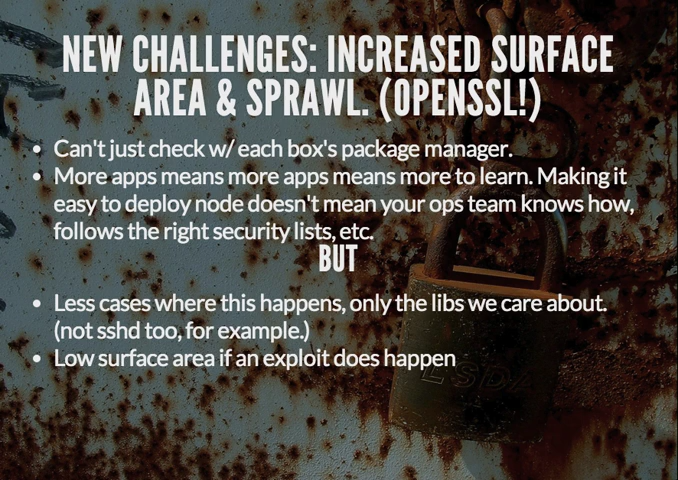 NEW CHALLENGES: INCREASED SURFACE
AREA & SPRAWL. (OPENSSL!)
• Can't just check w/ each box's package manager.
• More apps means more apps means more to learn. Making it
easy to deploy node doesn't mean your ops team knows how,
follows the right security lists, etc.
BUT
• Less cases where this happens, only the libs we care about.
(not sshd too, for example.)
• Low surface area if an exploit does happen